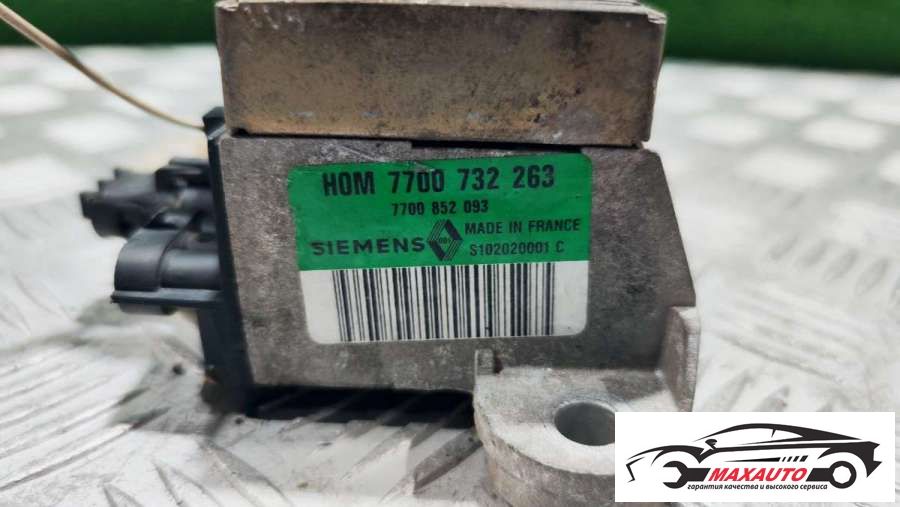 HOM 7700 732 263
7700 852 093
SIEMENS MADE IN FRANCE
S102020001 C
MAXAUTO
гарантия качества и высокого сервиса